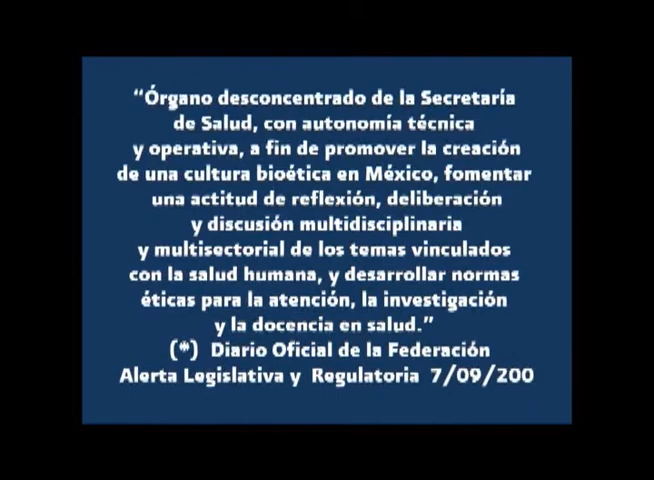 “Órgano desconcentrado de la Secretaría
de Salud, con autonomía técnica
y operativa, a fin de promover la creación
de una cultura bioética en México, fomentar
una actitud de reflexión, deliberación
y discusión multidisciplinaria
y multisectorial de los temas vinculados
con la salud humana, y desarrollar normas
éticas para la atención, la investigación
y la docencia en salud.”
(*) Diario Oficial de la Federación
Alerta Legislativa y Regulatoria 7/09/200